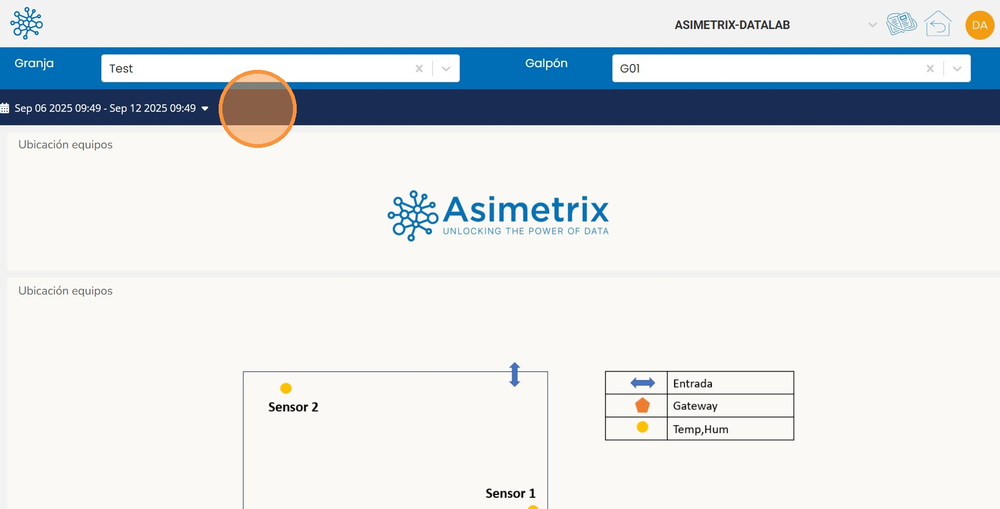 ASIMETRIX-DATALAB
DA
Granja
Test
Galpón
G01
Sep 06 2025 09:49 - Sep 12 2025 09:49
Ubicación equipos
Asimetrix
UNLOCKING THE POWER OF DATA
Ubicación equipos
Sensor 2
Entrada
Gateway
Temp,Hum
Sensor 1